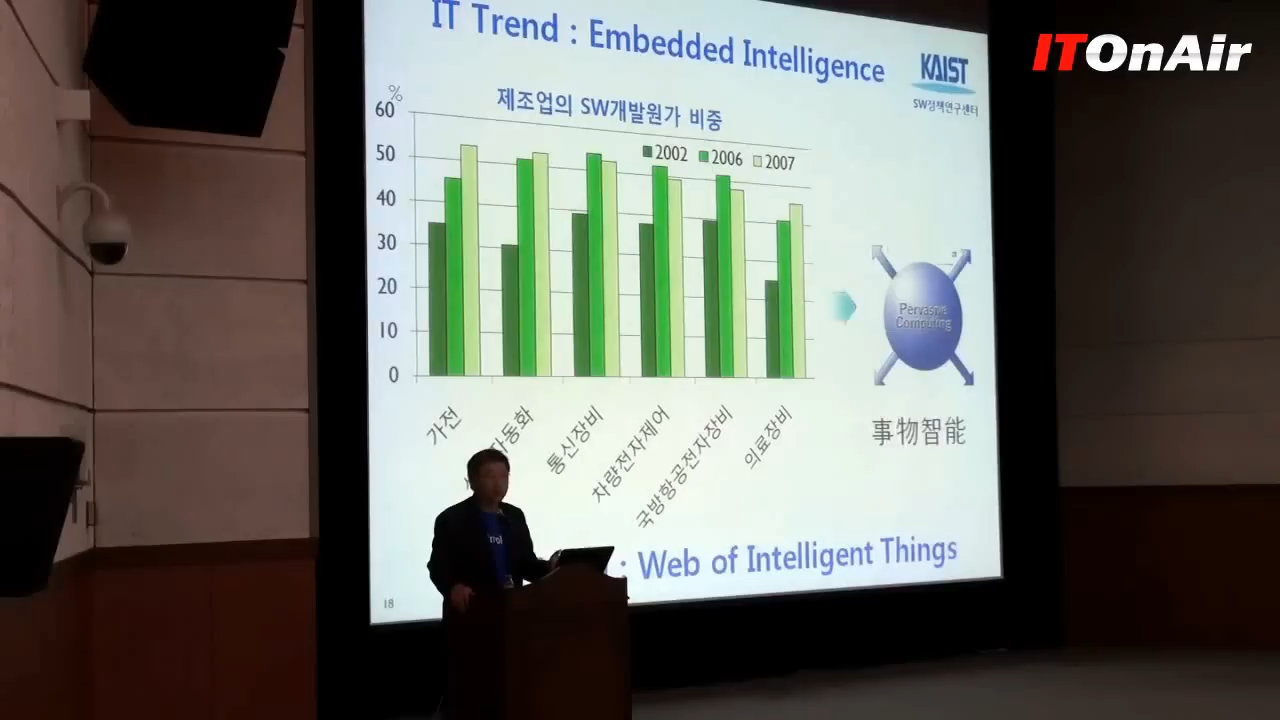 IT Trend : Embedded Intelligence
ITOnAir
KAIST
SW정책연구센터
%
제조업의 SW개발원가 비중
2002 2006 2007
60
50
40
30
20
10
0
Pervasive
Computing
事物智能
가전
자동화
통신장비
차량전자제어
국방항공전자장비
의료장비
: Web of Intelligent Things
18